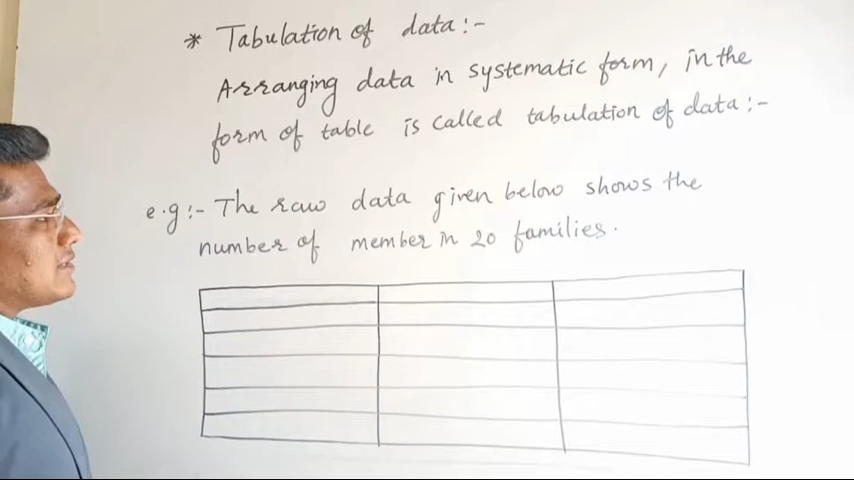 * Tabulation of data:-
Arranging data in systematic form, in the
form of table is called tabulation of data:-
e.g:- The raw data given below shows the
number of member in 20 families.